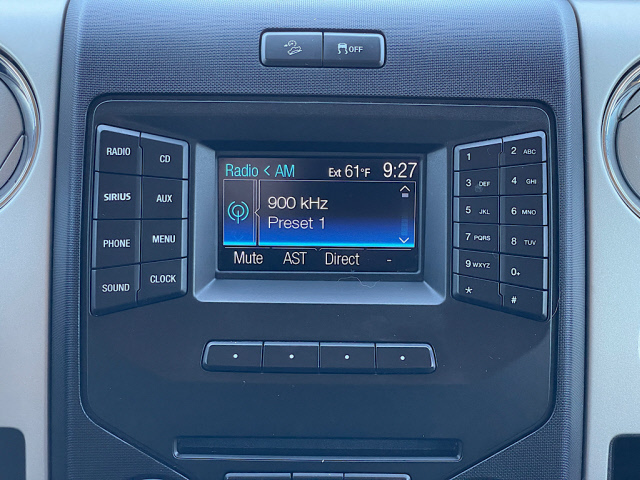 OFF
RADIO
CD
SIRIUS
AUX
PHONE
MENU
SOUND
CLOCK
Radio < AM Ext 61°F 9:27
900 kHz
Preset 1
Mute AST Direct -
1
2 ABC
3 DEF
4 GHI
5 JKL
6 MNO
7 PQRS
8 TUV
9 WXYZ
0+
*
#